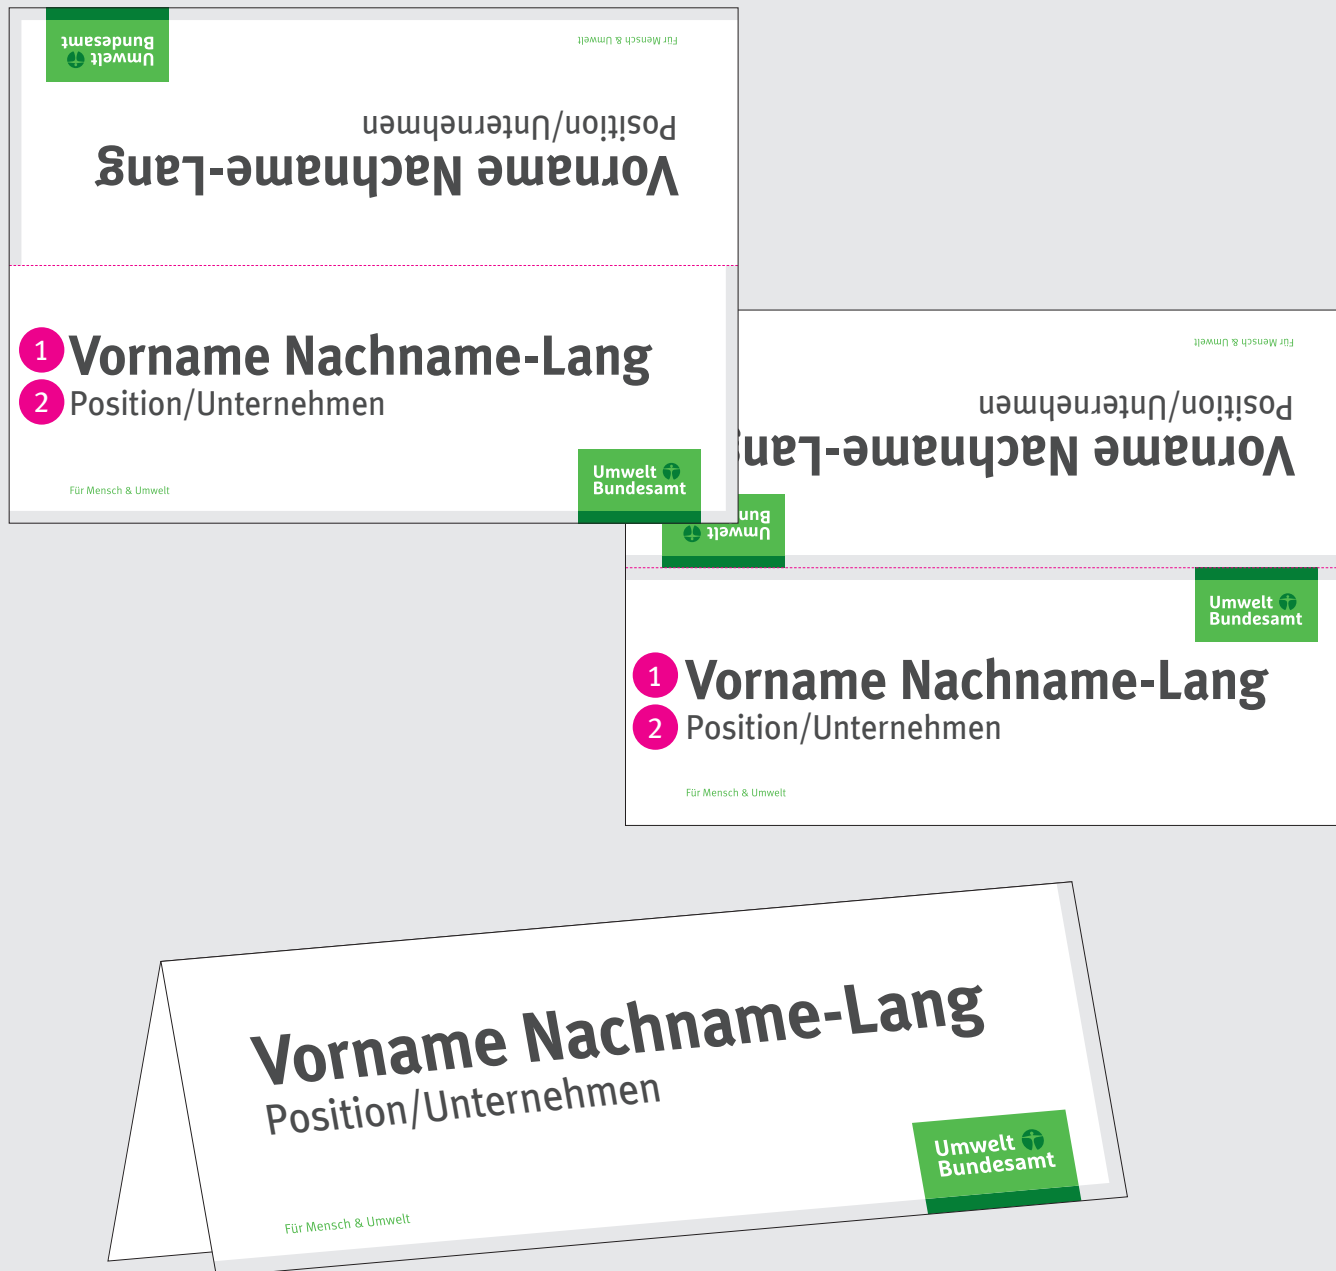 Umwelt
Bundesamt
Für Mensch & Umwelt
Vorname Nachname-Lang
Position/Unternehmen
1 Vorname Nachname-Lang
2 Position/Unternehmen
Für Mensch & Umwelt
Umwelt
Bundesamt
Für Mensch & Umwelt
Vorname Nachname-Lang
Position/Unternehmen
Umwelt
Bun
Umwelt
Bundesamt
1 Vorname Nachname-Lang
2 Position/Unternehmen
Für Mensch & Umwelt
Vorname Nachname-Lang
Position/Unternehmen
Umwelt
Bundesamt
Für Mensch & Umwelt